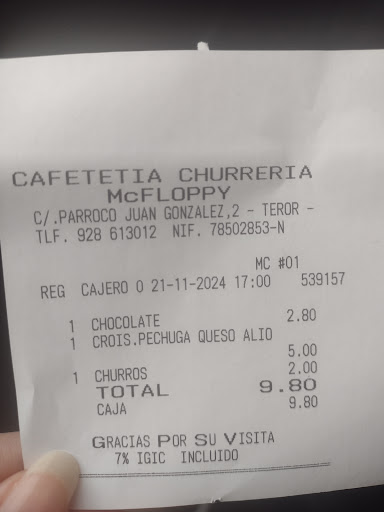 CAFETETIA CHURRERIA
McFLOPPY
C/.PARROCO JUAN GONZALEZ,2 - TEROR -
TLF. 928 613012 NIF. 78502853-N
MC #01
REG CAJERO 0 21-11-2024 17:00 539157
1 CHOCOLATE 2.80
1 CROIS.PECHUGA QUESO ALIO
5.00
1 CHURROS 2.00
TOTAL 9.80
CAJA 9.80
GRACIAS POR SU VISITA
7% IGIC INCLUIDO